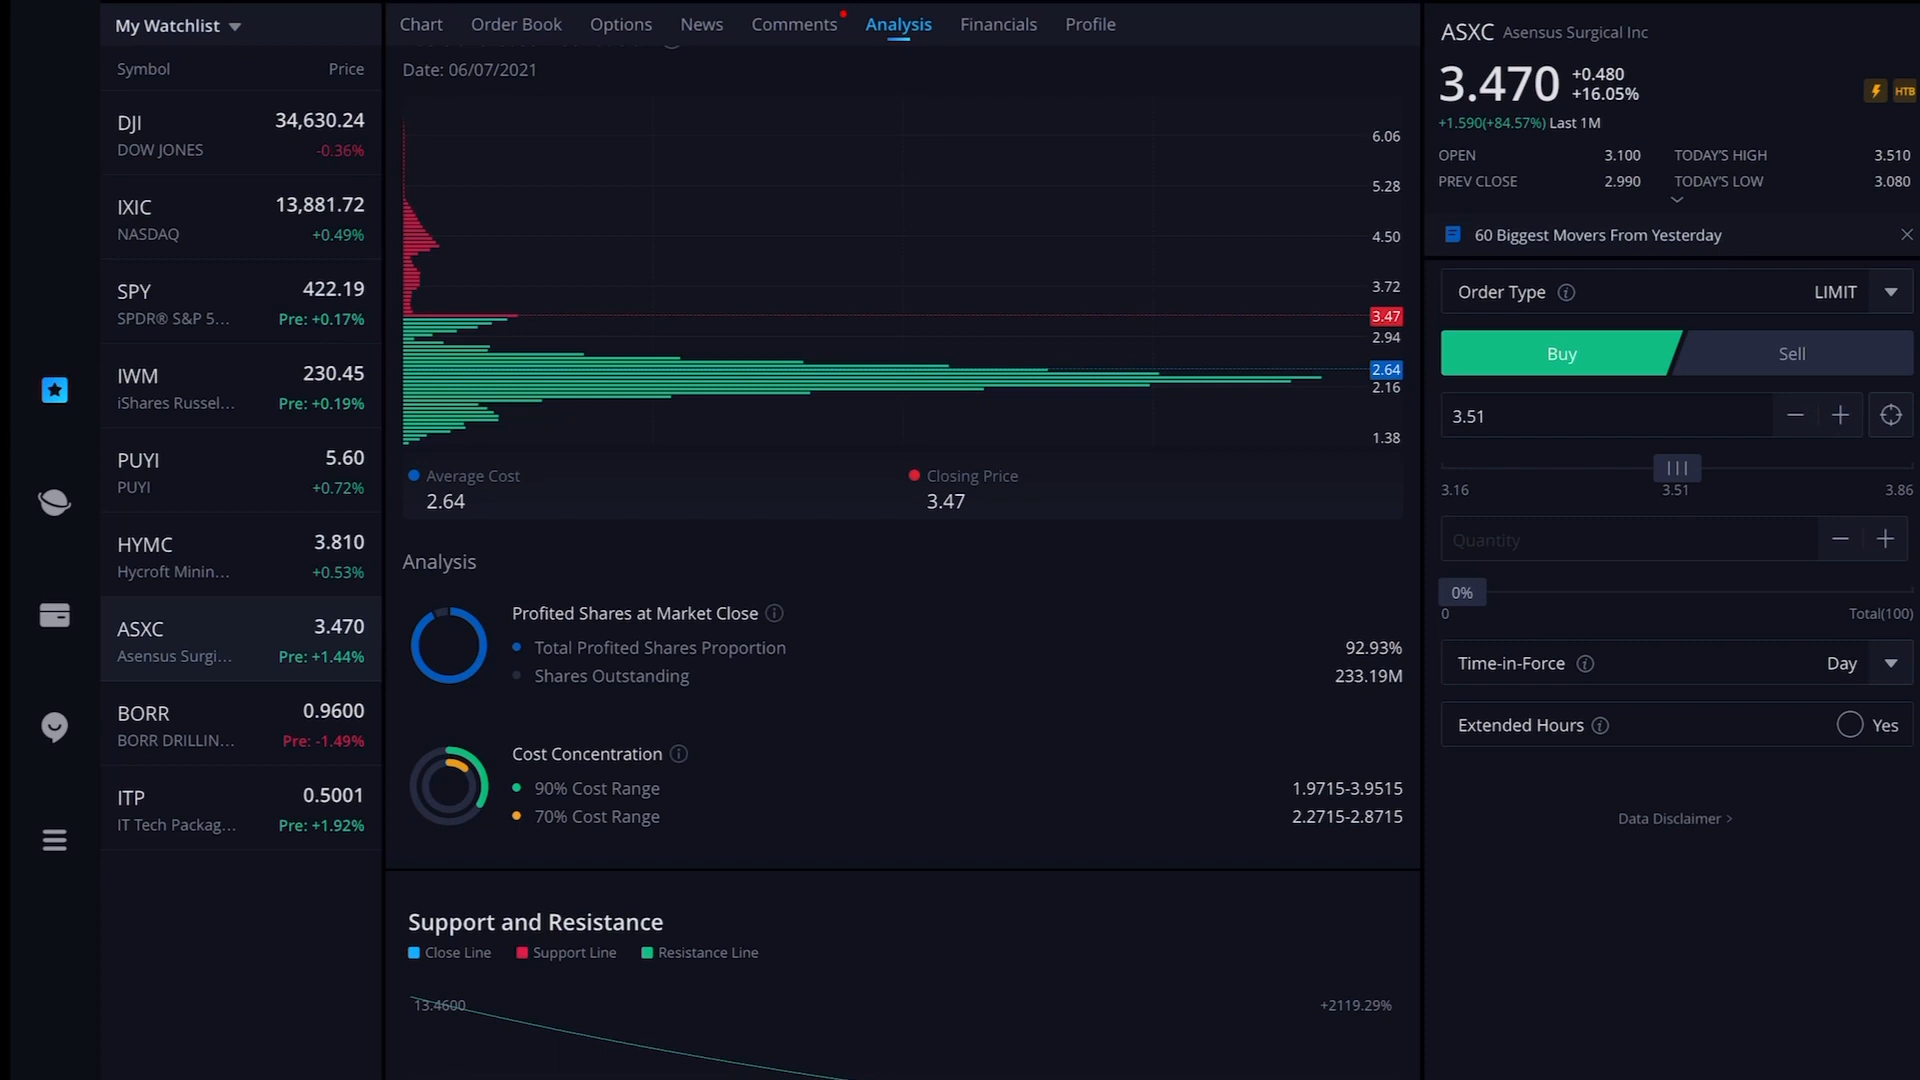 My Watchlist
Symbol Price
DJI 34,630.24
DOW JONES -0.36%
IXIC 13,881.72
NASDAQ +0.49%
SPY 422.19
SPDR® S&P 5... Pre: +0.17%
IWM 230.45
iShares Russel... Pre: +0.19%
PUYI 5.60
PUYI +0.72%
HYMC 3.810
Hycroft Minin... +0.53%
ASXC 3.470
Asensus Surgi... Pre: +1.44%
BORR 0.9600
BORR DRILLIN... Pre: -1.49%
ITP 0.5001
IT Tech Packag... Pre: +1.92%
Chart Order Book Options News Comments Analysis Financials Profile
Date: 06/07/2021
6.06
5.28
4.50
3.72
3.47
2.94
2.64
2.16
1.38
Average Cost Closing Price
2.64 3.47
Analysis
Profited Shares at Market Close
Total Profited Shares Proportion 92.93%
Shares Outstanding 233.19M
Cost Concentration
90% Cost Range 1.9715-3.9515
70% Cost Range 2.2715-2.8715
Support and Resistance
Close Line Support Line Resistance Line
13.4600 +2119.29%
ASXC Asensus Surgical Inc
3.470 +0.480
+16.05%
HTB
+1.590(+84.57%) Last 1M
OPEN 3.100 TODAY'S HIGH 3.510
PREV CLOSE 2.990 TODAY'S LOW 3.080
60 Biggest Movers From Yesterday
Order Type LIMIT
Buy Sell
3.51
3.16 3.51 3.86
Quantity
0%
0 Total(100)
Time-in-Force Day
Extended Hours Yes
Data Disclaimer >